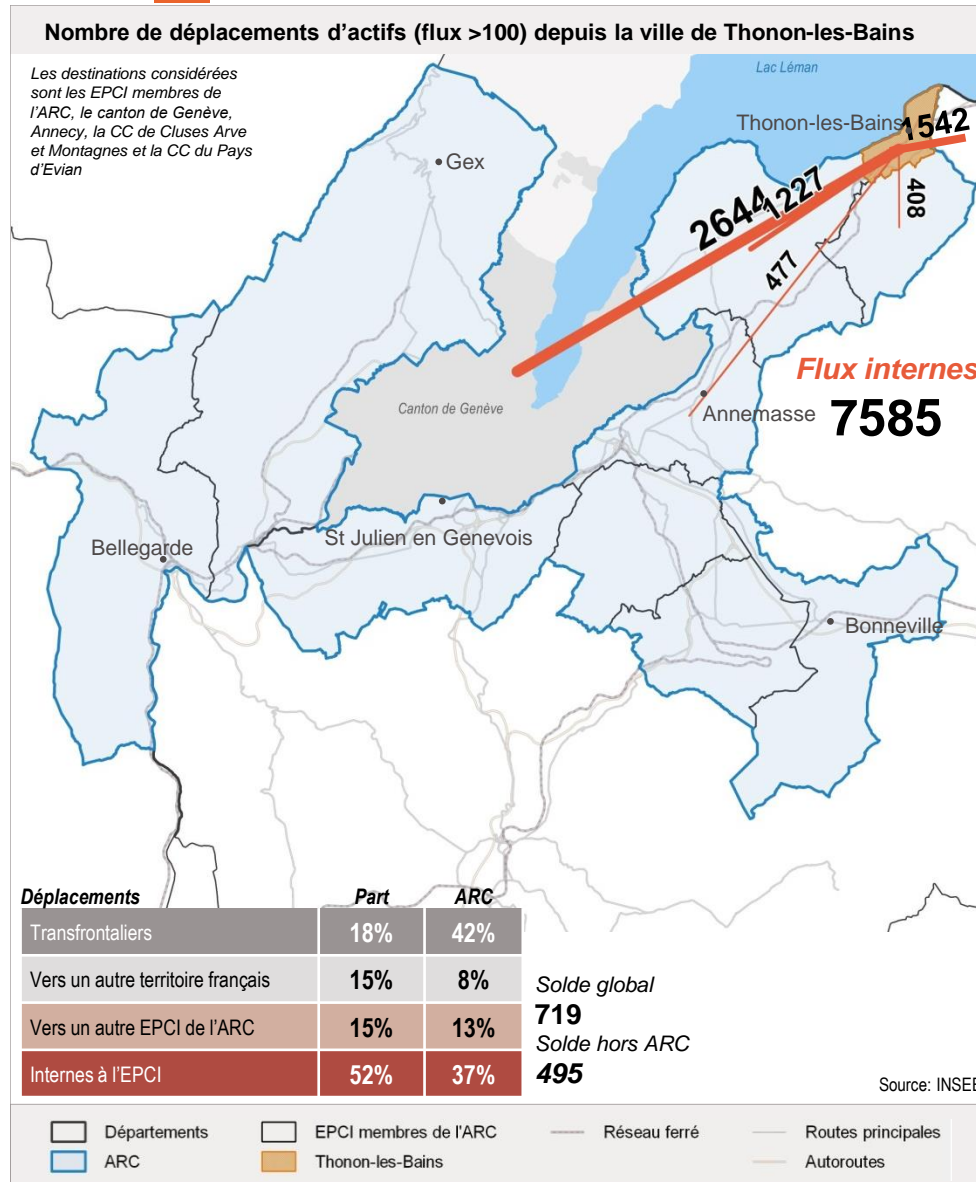 Nombre de déplacements d'actifs (flux >100) depuis la ville de Thonon-les-Bains
Les destinations considérées
sont les EPCI membres de
l'ARC, le canton de Genève,
Annecy, la CC de Cluses Arve
et Montagnes et la CC du Pays
d'Evian
Lac Léman
Thonon-les-Bains
1542
Gex
2644
1227
408
477
Flux internes
7585
Canton de Genève
Annemasse
St Julien en Genevois
Bellegarde
Bonneville
Déplacements Part ARC
Transfrontaliers 18% 42%
Vers un autre territoire français 15% 8%
Vers un autre EPCI de l'ARC 15% 13%
Internes à l'EPCI 52% 37%
Solde global
719
Solde hors ARC
495
Source: INSEE
Départements EPCI membres de l'ARC Réseau ferré Routes principales
ARC Thonon-les-Bains Autoroutes